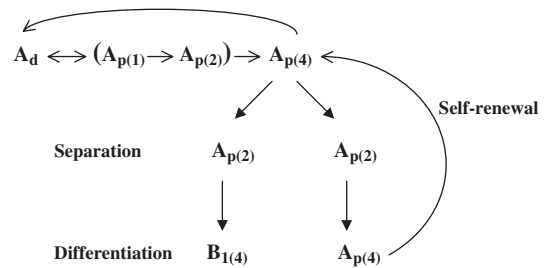 A_d ↔ (A_p(1) → A_p(2)) → A_p(4)
Self-renewal
Separation A_p(2) A_p(2)
Differentiation B_1(4) A_p(4)